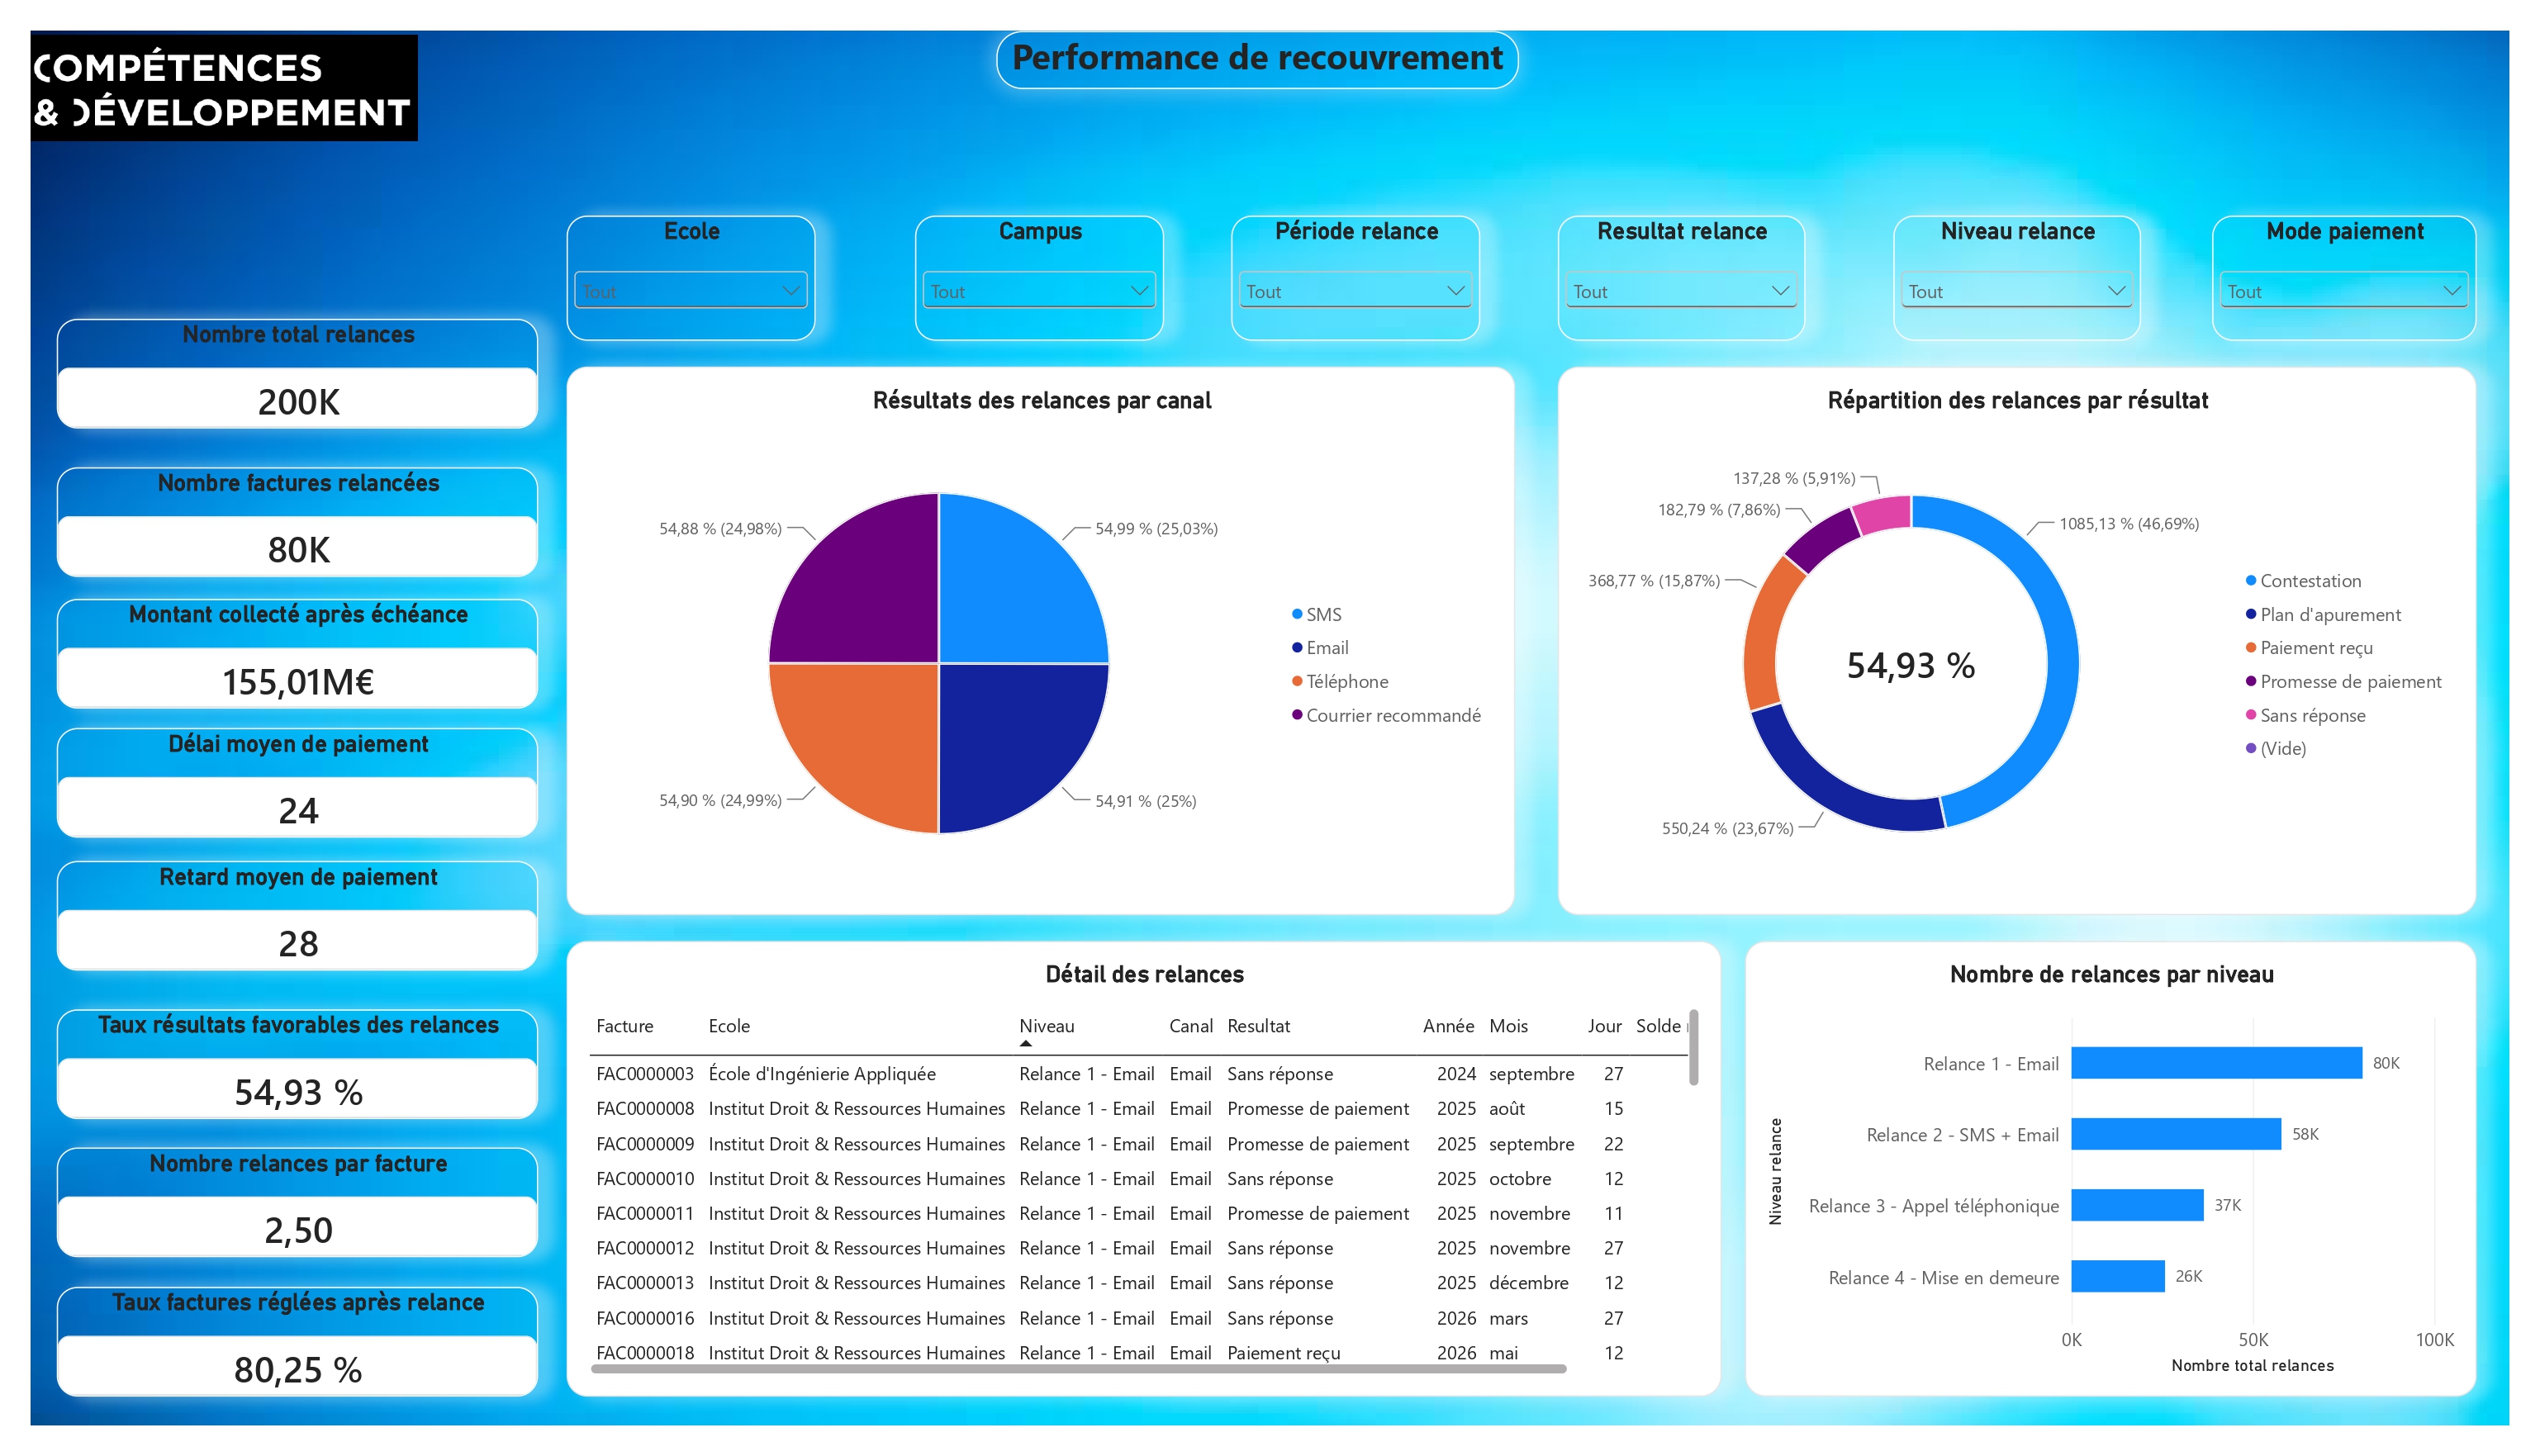 COMPÉTENCES
& DÉVELOPPEMENT
Performance de recouvrement
Ecole
Tout
Campus
Tout
Période relance
Tout
Resultat relance
Tout
Niveau relance
Tout
Mode paiement
Tout
Nombre total relances
200K
Nombre factures relancées
80K
Montant collecté après échéance
155,01M€
Délai moyen de paiement
24
Retard moyen de paiement
28
Taux résultats favorables des relances
54,93 %
Nombre relances par facture
2,50
Taux factures réglées après relance
80,25 %
Résultats des relances par canal
54,88 % (24,98%)
54,99 % (25,03%)
54,90 % (24,99%)
54,91 % (25%)
SMS
Email
Téléphone
Courrier recommandé
Répartition des relances par résultat
137,28 % (5,91%)
182,79 % (7,86%)
1085,13 % (46,69%)
368,77 % (15,87%)
54,93 %
550,24 % (23,67%)
Contestation
Plan d'apurement
Paiement reçu
Promesse de paiement
Sans réponse
(Vide)
Détail des relances
Facture Ecole Niveau Canal Resultat Année Mois Jour Solde
FAC0000003 École d'Ingénierie Appliquée Relance 1 - Email Email Sans réponse 2024 septembre 27
FAC0000008 Institut Droit & Ressources Humaines Relance 1 - Email Email Promesse de paiement 2025 août 15
FAC0000009 Institut Droit & Ressources Humaines Relance 1 - Email Email Promesse de paiement 2025 septembre 22
FAC0000010 Institut Droit & Ressources Humaines Relance 1 - Email Email Sans réponse 2025 octobre 12
FAC0000011 Institut Droit & Ressources Humaines Relance 1 - Email Email Promesse de paiement 2025 novembre 11
FAC0000012 Institut Droit & Ressources Humaines Relance 1 - Email Email Sans réponse 2025 novembre 27
FAC0000013 Institut Droit & Ressources Humaines Relance 1 - Email Email Sans réponse 2025 décembre 12
FAC0000016 Institut Droit & Ressources Humaines Relance 1 - Email Email Sans réponse 2026 mars 27
FAC0000018 Institut Droit & Ressources Humaines Relance 1 - Email Email Paiement reçu 2026 mai 12
Nombre de relances par niveau
Niveau relance
Relance 1 - Email 80K
Relance 2 - SMS + Email 58K
Relance 3 - Appel téléphonique 37K
Relance 4 - Mise en demeure 26K
0K 50K 100K
Nombre total relances